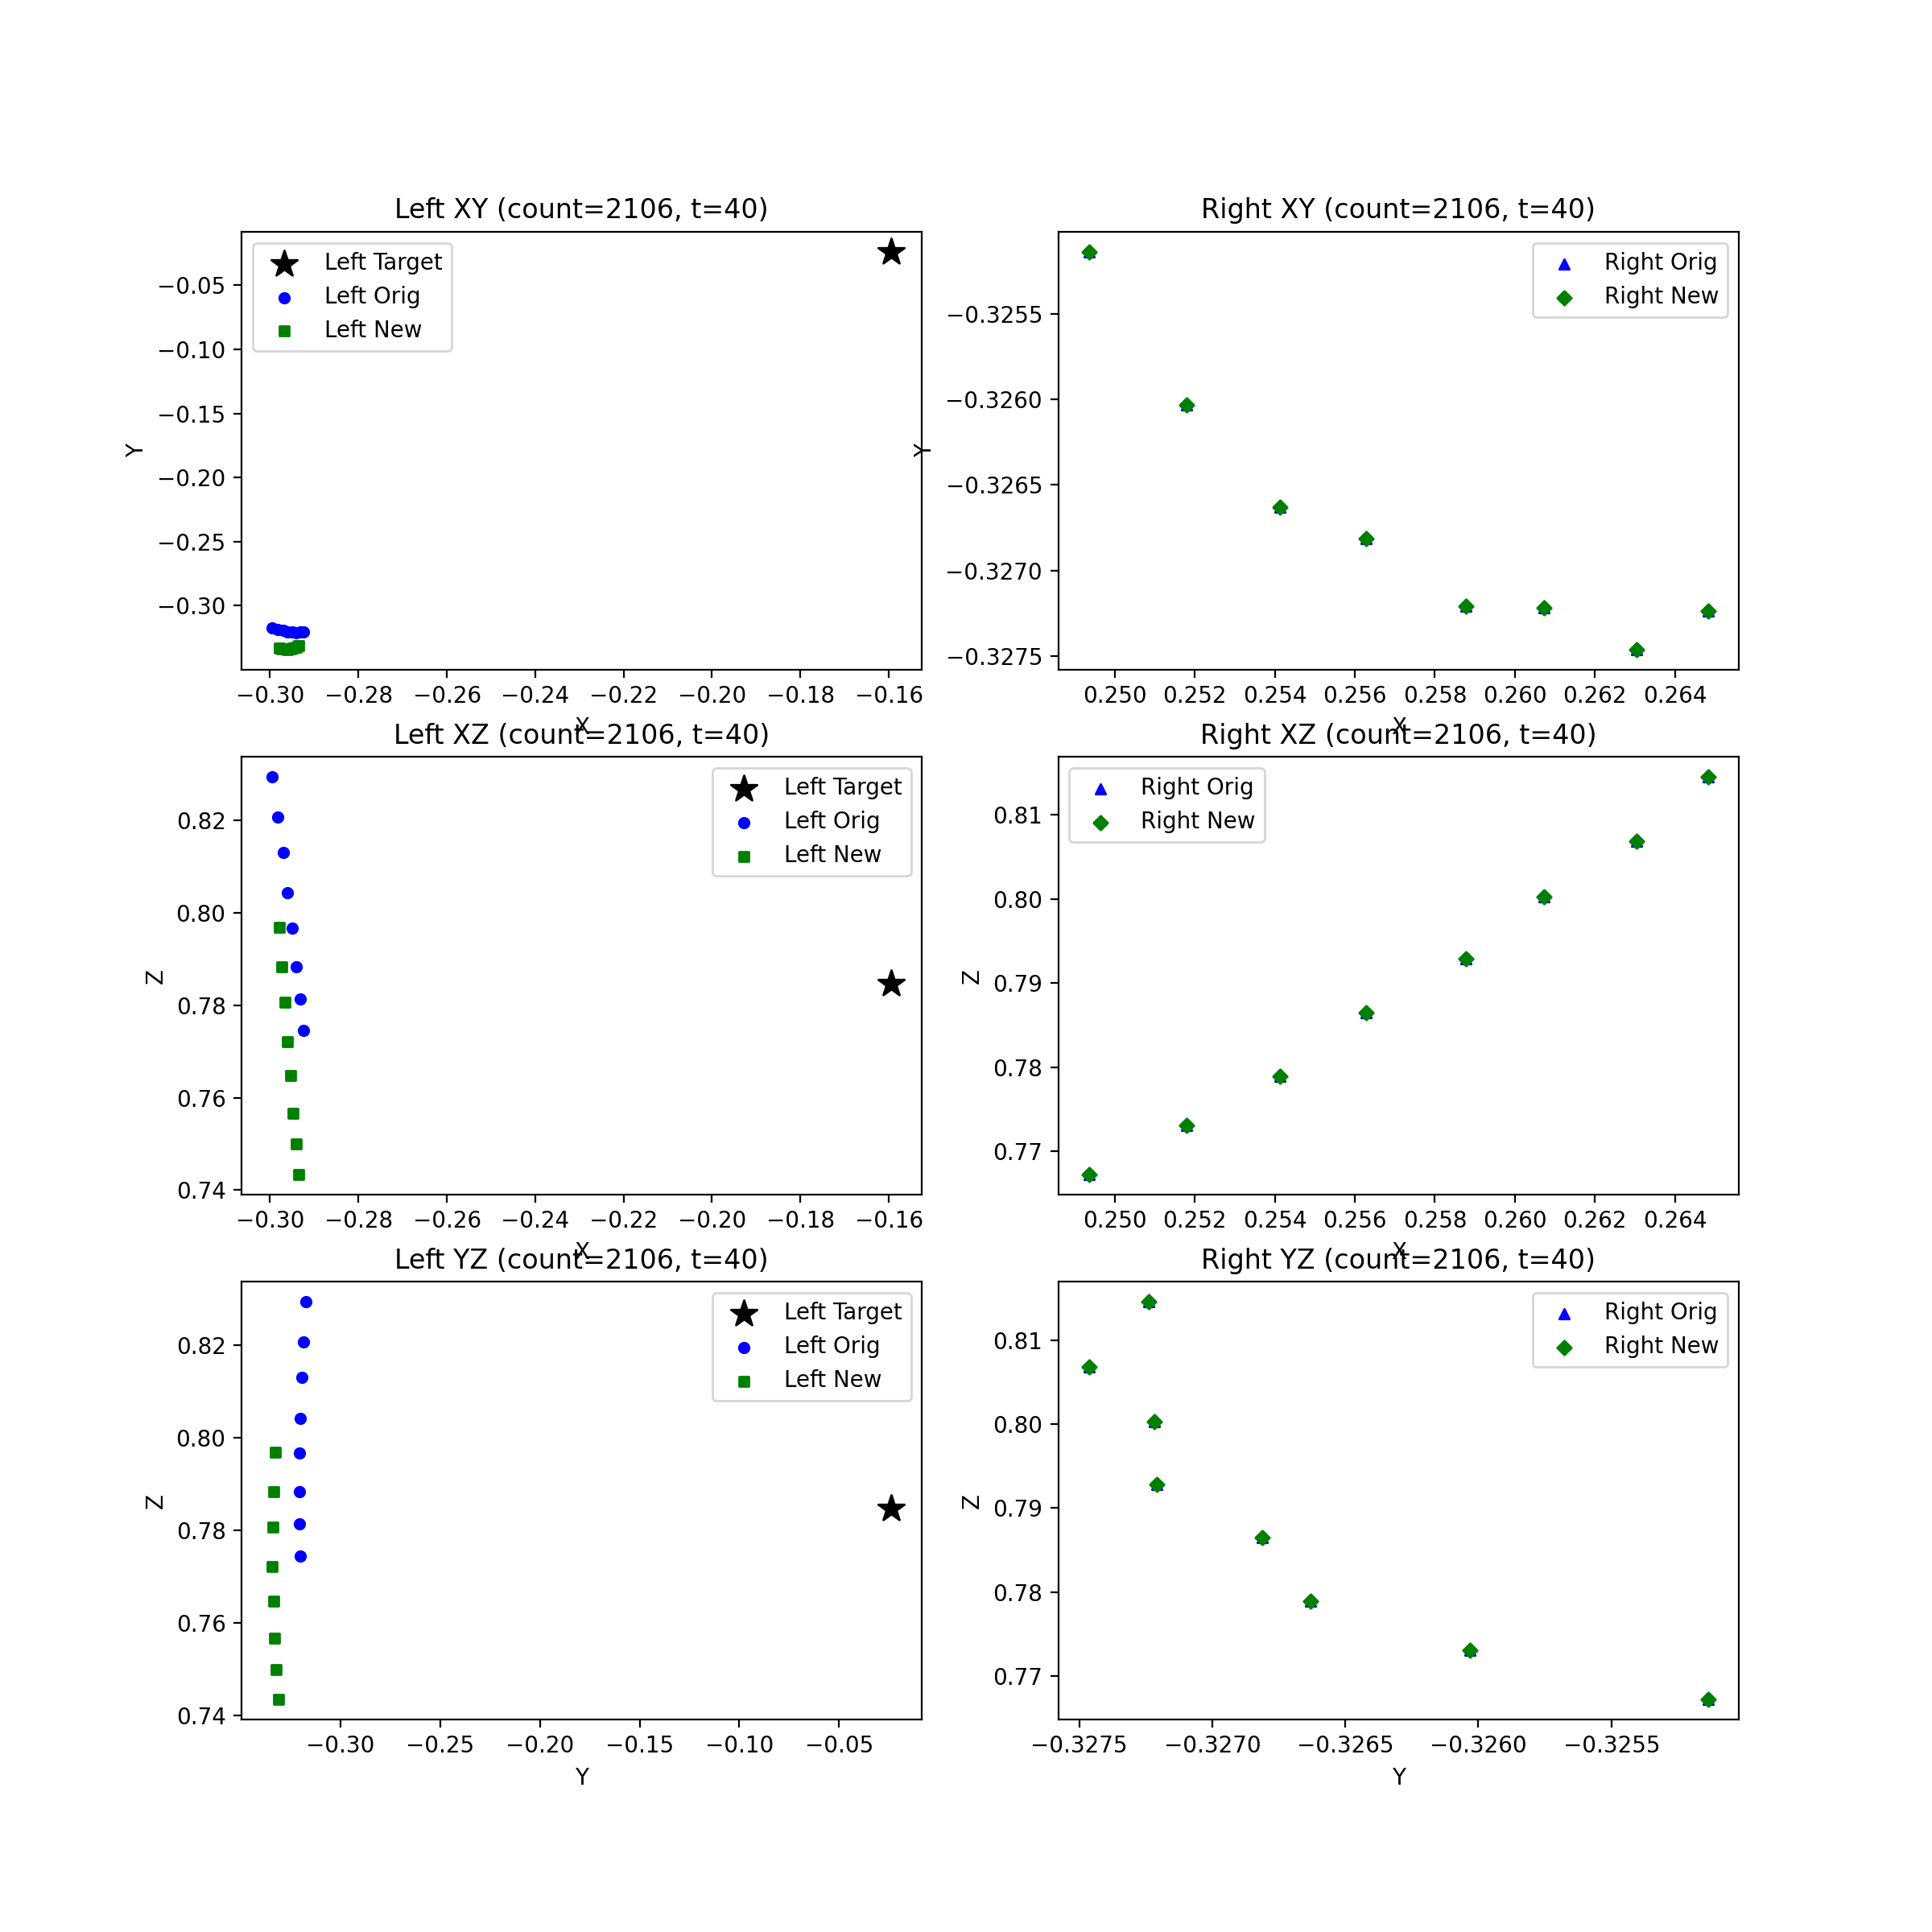 Left XY (count=2106, t=40)
Left Target
Left Orig
Left New
−0.05
−0.10
−0.15
−0.20
−0.25
−0.30
Y
−0.30 −0.28 −0.26 −0.24 −0.22 −0.20 −0.18 −0.16
X
Right XY (count=2106, t=40)
Right Orig
Right New
−0.3255
−0.3260
−0.3265
−0.3270
−0.3275
Y
0.250 0.252 0.254 0.256 0.258 0.260 0.262 0.264
X
Left XZ (count=2106, t=40)
Left Target
Left Orig
Left New
0.82
0.80
0.78
0.76
0.74
Z
−0.30 −0.28 −0.26 −0.24 −0.22 −0.20 −0.18 −0.16
X
Right XZ (count=2106, t=40)
Right Orig
Right New
0.81
0.80
0.79
0.78
0.77
Z
0.250 0.252 0.254 0.256 0.258 0.260 0.262 0.264
X
Left YZ (count=2106, t=40)
Left Target
Left Orig
Left New
0.82
0.80
0.78
0.76
0.74
Z
−0.30 −0.25 −0.20 −0.15 −0.10 −0.05
Y
Right YZ (count=2106, t=40)
Right Orig
Right New
0.81
0.80
0.79
0.78
0.77
Z
−0.3275 −0.3270 −0.3265 −0.3260 −0.3255
Y